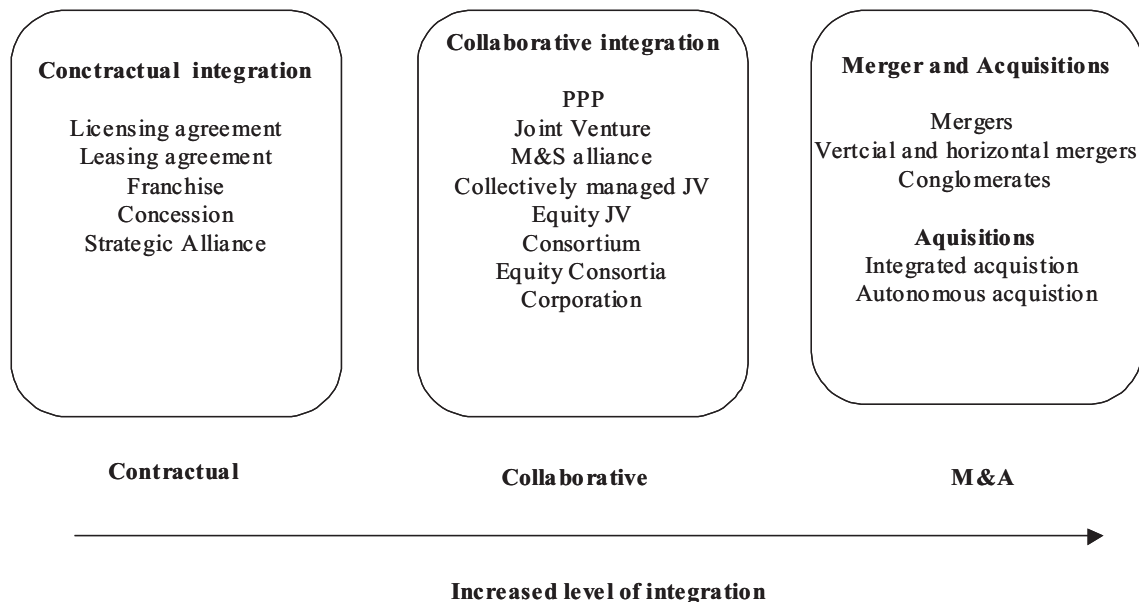 Conctractual integration
Licensing agreement
Leasing agreement
Franchise
Concession
Strategic Alliance
Collaborative integration
PPP
Joint Venture
M&S alliance
Collectively managed JV
Equity JV
Consortium
Equity Consortia
Corporation
Merger and Acquisitions
Mergers
Vertcial and horizontal mergers
Conglomerates
Aquisitions
Integrated acquistion
Autonomous acquistion
Contractual
Collaborative
M&A
Increased level of integration